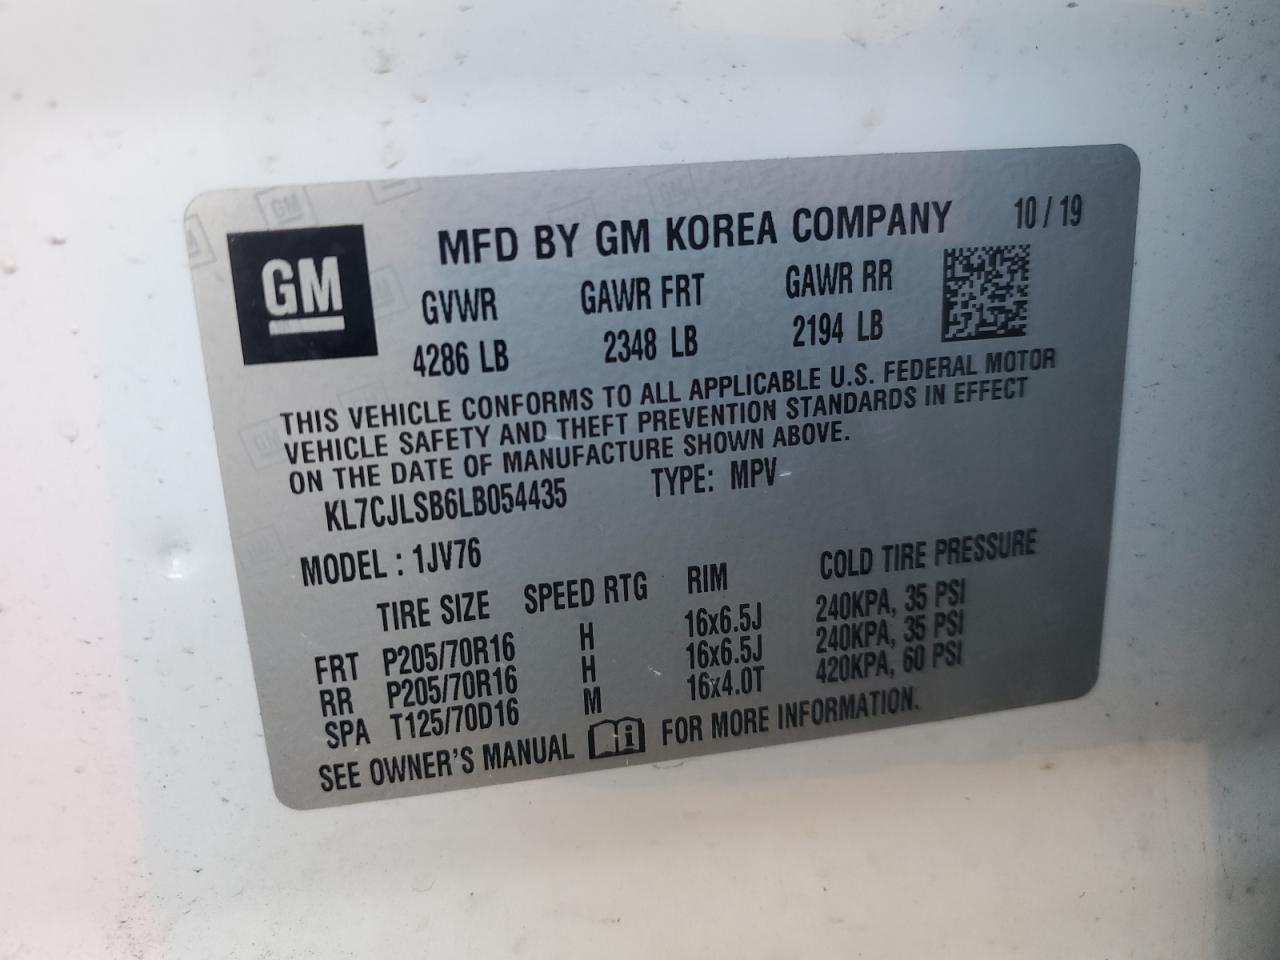 GM
MFD BY GM KOREA COMPANY 10 / 19
GVWR GAWR FRT GAWR RR
4286 LB 2348 LB 2194 LB
THIS VEHICLE CONFORMS TO ALL APPLICABLE U.S. FEDERAL MOTOR
VEHICLE SAFETY AND THEFT PREVENTION STANDARDS IN EFFECT
ON THE DATE OF MANUFACTURE SHOWN ABOVE.
KL7CJLSB6LB054435 TYPE: MPV
MODEL : 1JV76
TIRE SIZE SPEED RTG RIM COLD TIRE PRESSURE
FRT P205/70R16 H 16x6.5J 240KPA, 35 PSI
RR P205/70R16 H 16x6.5J 240KPA, 35 PSI
SPA T125/70D16 M 16x4.0T 420KPA, 60 PSI
SEE OWNER'S MANUAL i FOR MORE INFORMATION.